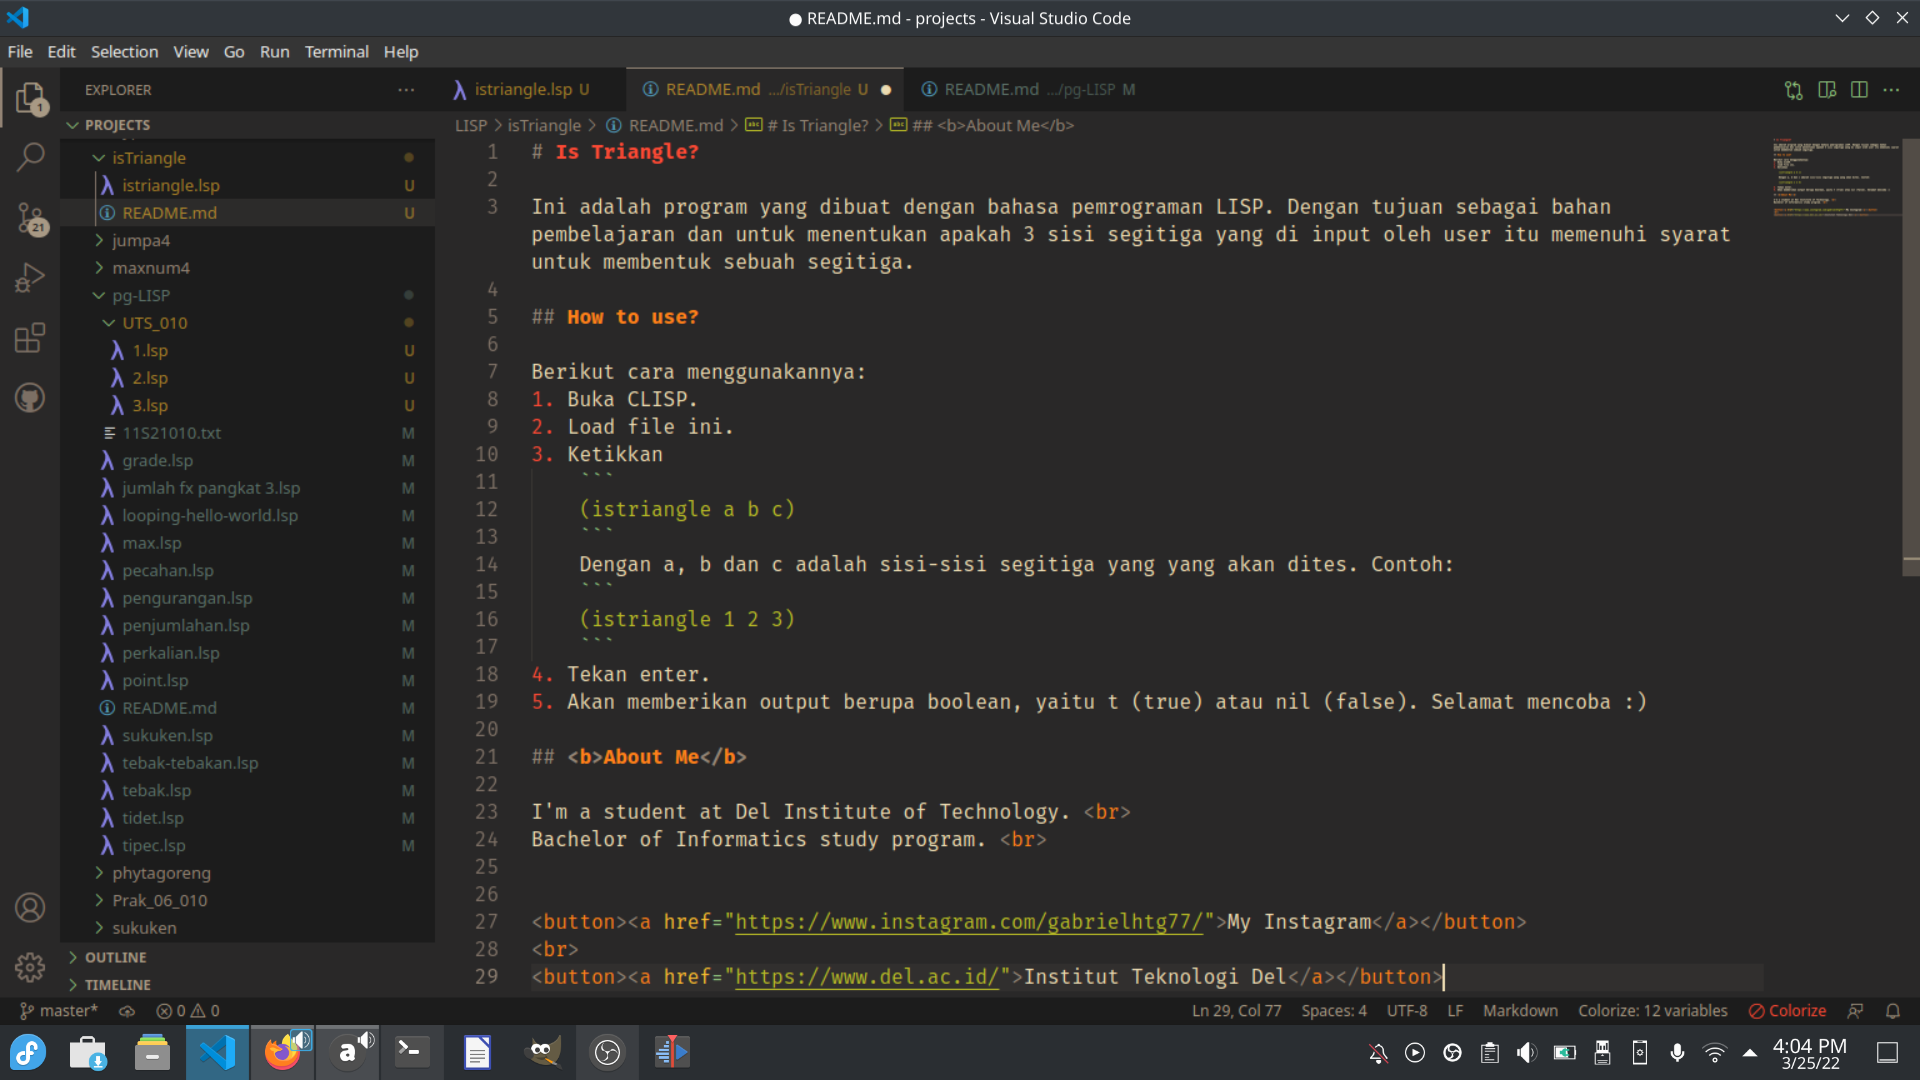 ● README.md - projects - Visual Studio Code
File Edit Selection View Go Run Terminal Help
EXPLORER
istriangle.lsp U
README.md .../isTriangle U
README.md .../pg-LISP M
PROJECTS
LISP > isTriangle > README.md > # Is Triangle? > ## <b>About Me</b>
isTriangle
istriangle.lsp U
README.md U
jumpa4
maxnum4
pg-LISP
UTS_010
1.lsp U
2.lsp U
3.lsp U
11S21010.txt M
grade.lsp M
jumlah fx pangkat 3.lsp M
looping-hello-world.lsp M
max.lsp M
pecahan.lsp M
pengurangan.lsp M
penjumlahan.lsp M
perkalian.lsp M
point.lsp M
README.md M
sukuken.lsp M
tebak-tebakan.lsp M
tebak.lsp M
tidet.lsp M
tipec.lsp M
phytagoreng
Prak_06_010
sukuken
OUTLINE
TIMELINE
1 # Is Triangle?
2
3 Ini adalah program yang dibuat dengan bahasa pemrograman LISP. Dengan tujuan sebagai bahan
pembelajaran dan untuk menentukan apakah 3 sisi segitiga yang di input oleh user itu memenuhi syarat
untuk membentuk sebuah segitiga.
4
5 ## How to use?
6
7 Berikut cara menggunakannya:
8 1. Buka CLISP.
9 2. Load file ini.
10 3. Ketikkan
11 ```
12 (istriangle a b c)
13 ```
14 Dengan a, b dan c adalah sisi-sisi segitiga yang yang akan dites. Contoh:
15 ```
16 (istriangle 1 2 3)
17 ```
18 4. Tekan enter.
19 5. Akan memberikan output berupa boolean, yaitu t (true) atau nil (false). Selamat mencoba :)
20
21 ## <b>About Me</b>
22
23 I'm a student at Del Institute of Technology. <br>
24 Bachelor of Informatics study program. <br>
25
26
27 <button><a href="https://www.instagram.com/gabrielhtg77/">My Instagram</a></button>
28 <br>
29 <button><a href="https://www.del.ac.id/">Institut Teknologi Del</a></button>
1
21
master* 0 0
Ln 29, Col 77 Spaces: 4 UTF-8 LF Markdown Colorize: 12 variables Colorize
4:04 PM
3/25/22